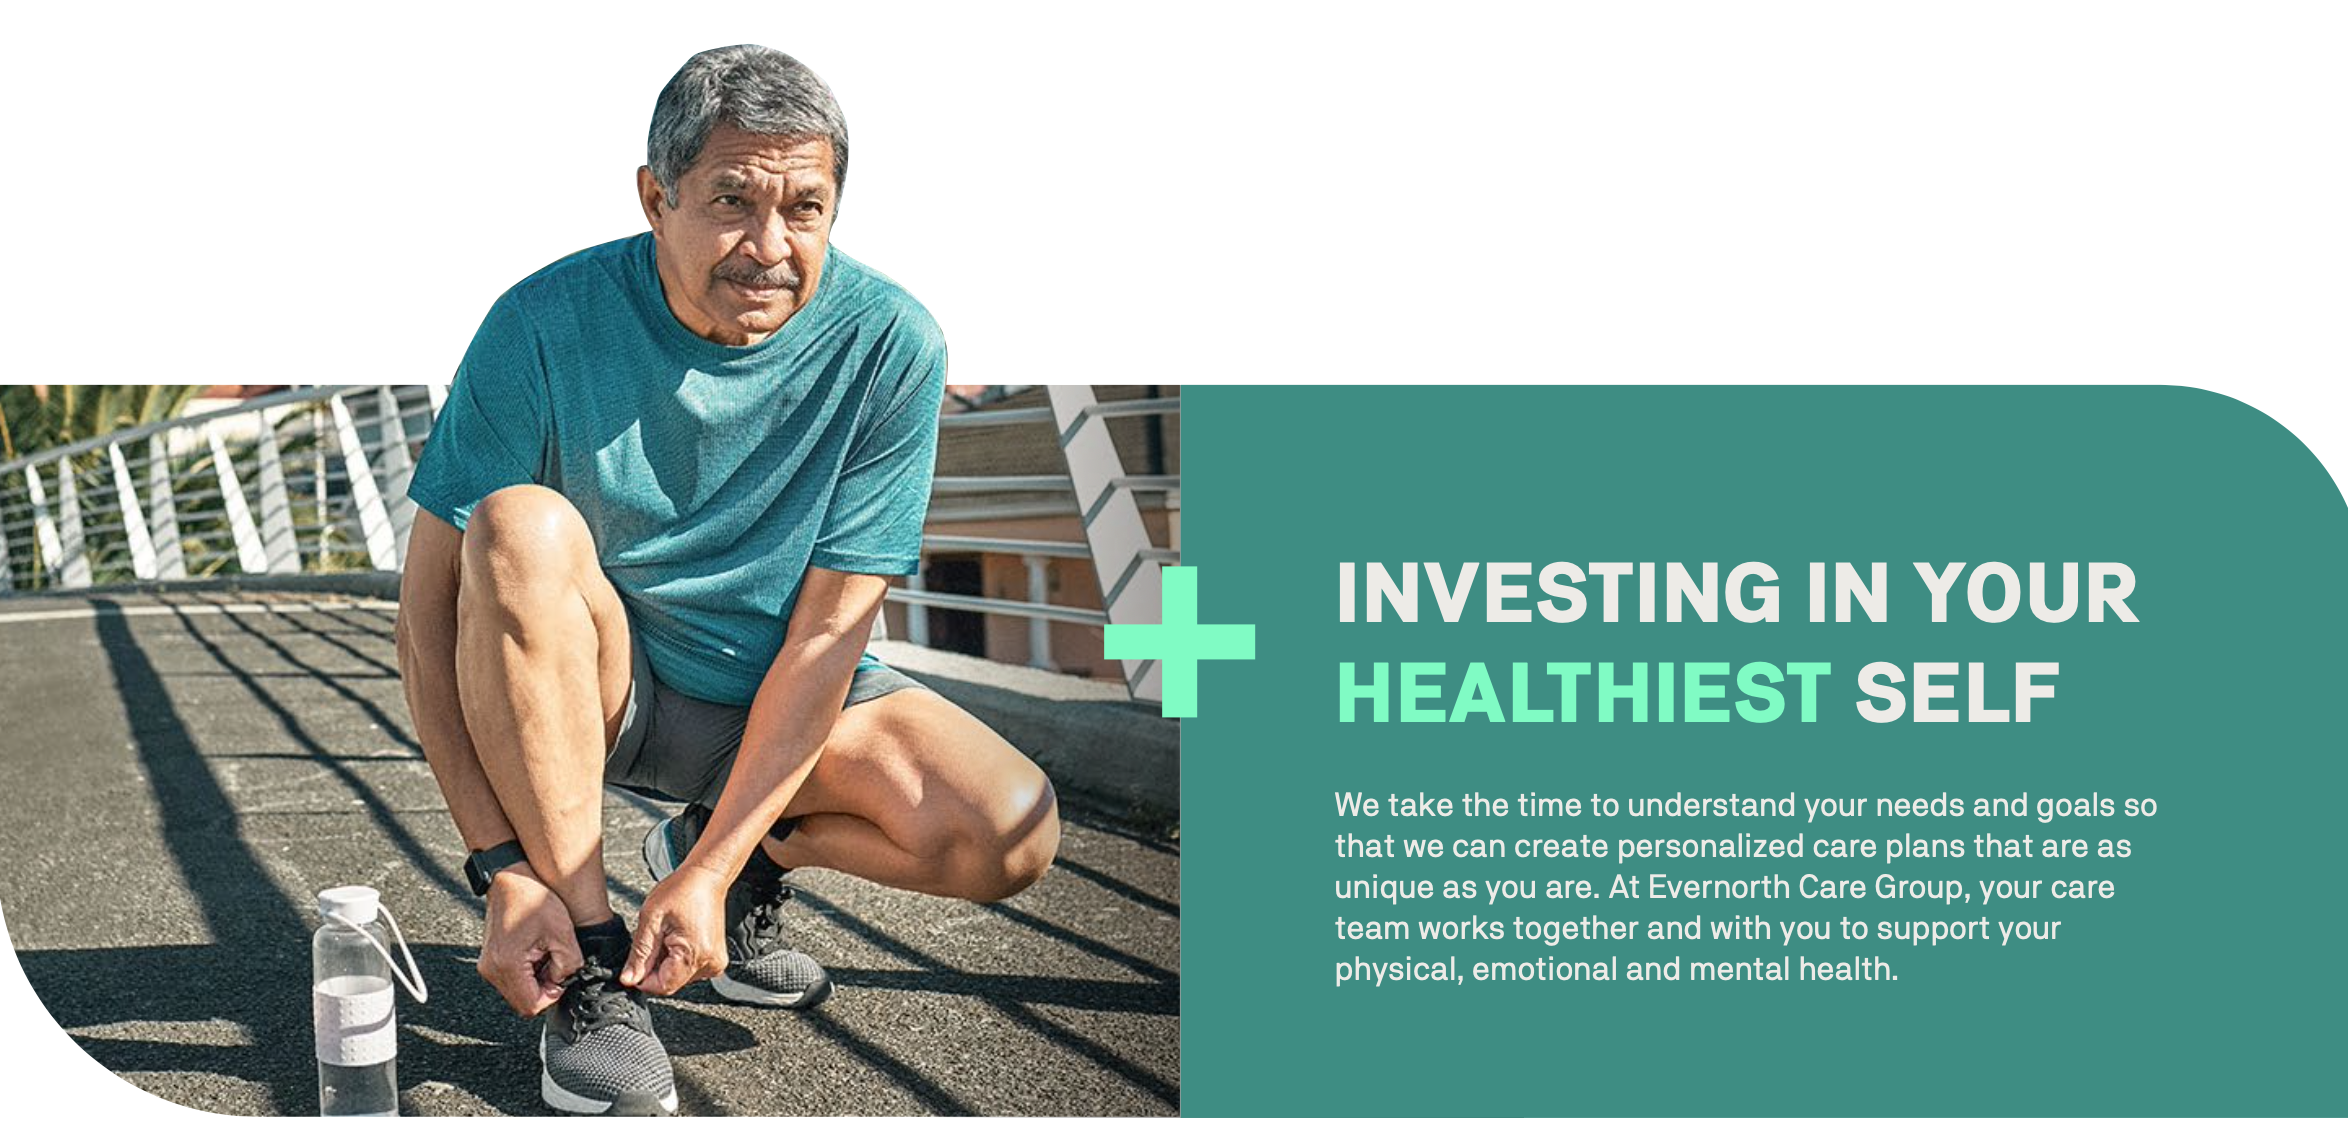 INVESTING IN YOUR
HEALTHIEST SELF
We take the time to understand your needs and goals so
that we can create personalized care plans that are as
unique as you are. At Evernorth Care Group, your care
team works together and with you to support your
physical, emotional and mental health.